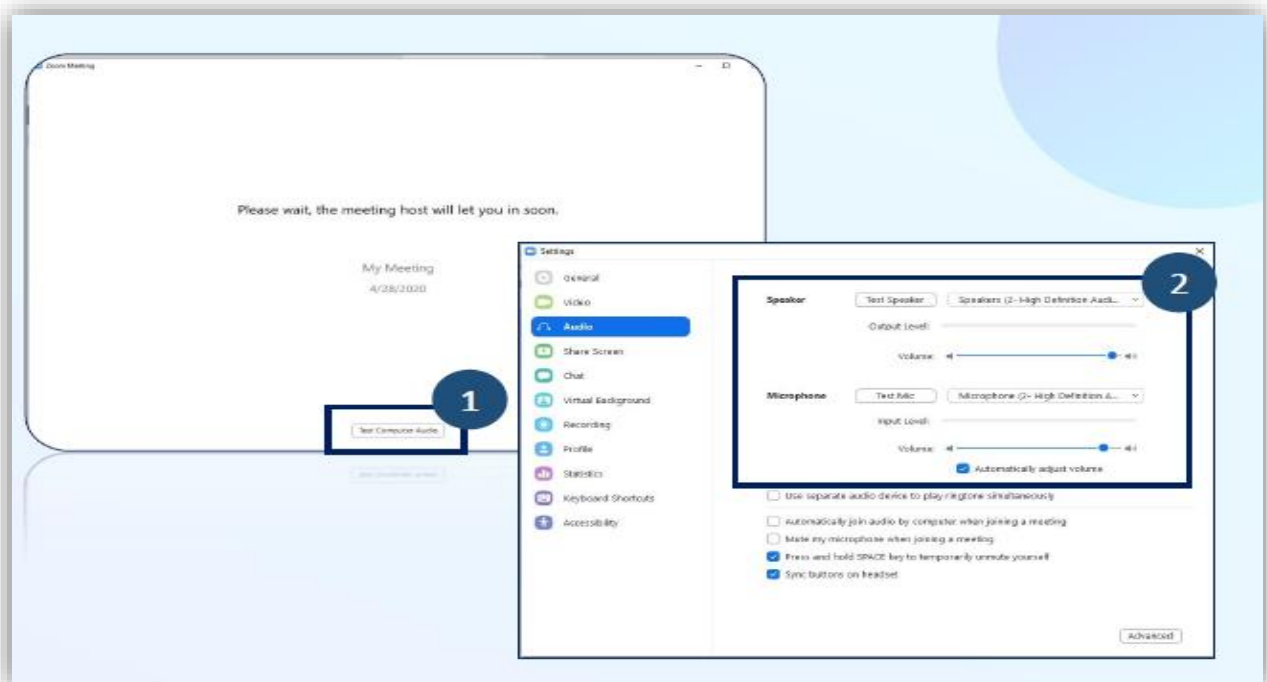 Zoom Meeting
Please wait, the meeting host will let you in soon.
My Meeting
4/28/2020
1
Test Computer Audio
Settings
General
Video
Audio
Share Screen
Chat
Virtual Background
Recording
Profile
Statistics
Keyboard Shortcuts
Accessibility
2
Speaker Test Speaker Speakers (2- High Definition Audi...
Output Level:
Volume:
Microphone Test Mic Microphone (2- High Definition A...
Input Level:
Volume:
Automatically adjust volume
Use separate audio device to play ringtone simultaneously
Automatically join audio by computer when joining a meeting
Mute my microphone when joining a meeting
Press and hold SPACE key to temporarily unmute yourself
Sync buttons on headset
Advanced